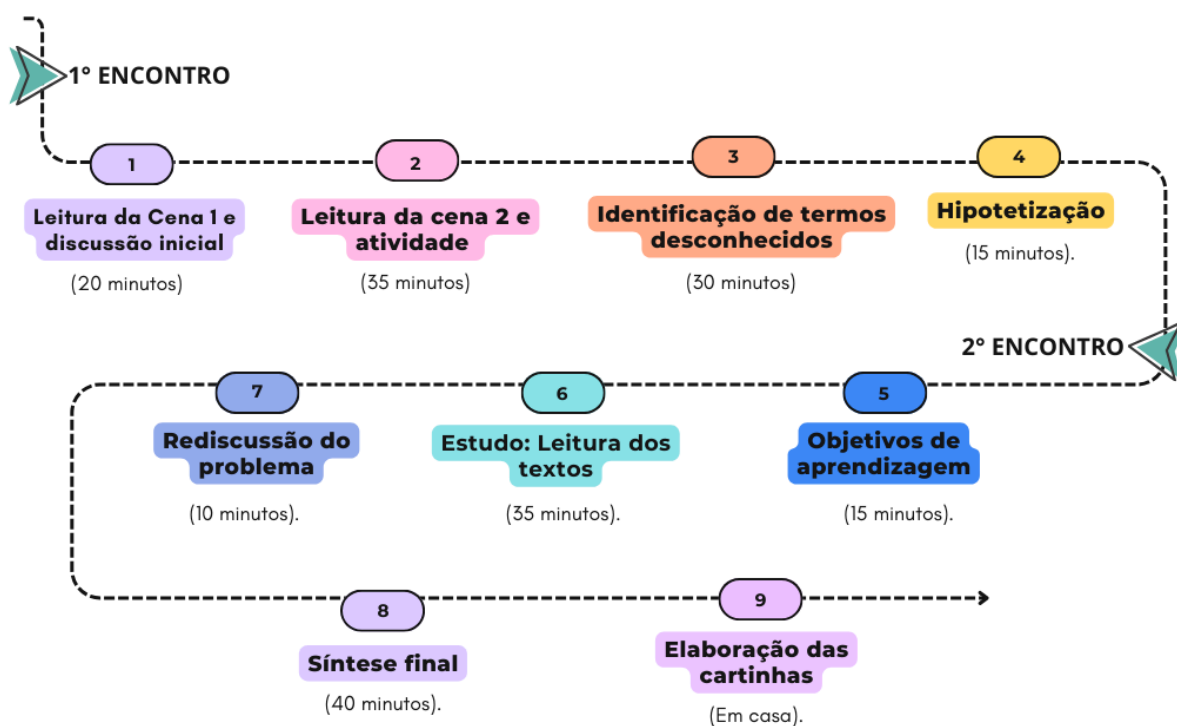 1° ENCONTRO
1
Leitura da Cena 1 e
discussão inicial
(20 minutos)
2
Leitura da cena 2 e
atividade
(35 minutos)
3
Identificação de termos
desconhecidos
(30 minutos)
4
Hipotetização
(15 minutos).
2° ENCONTRO
5
Objetivos de
aprendizagem
(15 minutos).
6
Estudo: Leitura dos
textos
(35 minutos).
7
Rediscussão do
problema
(10 minutos).
8
Síntese final
(40 minutos).
9
Elaboração das
cartinhas
(Em casa).